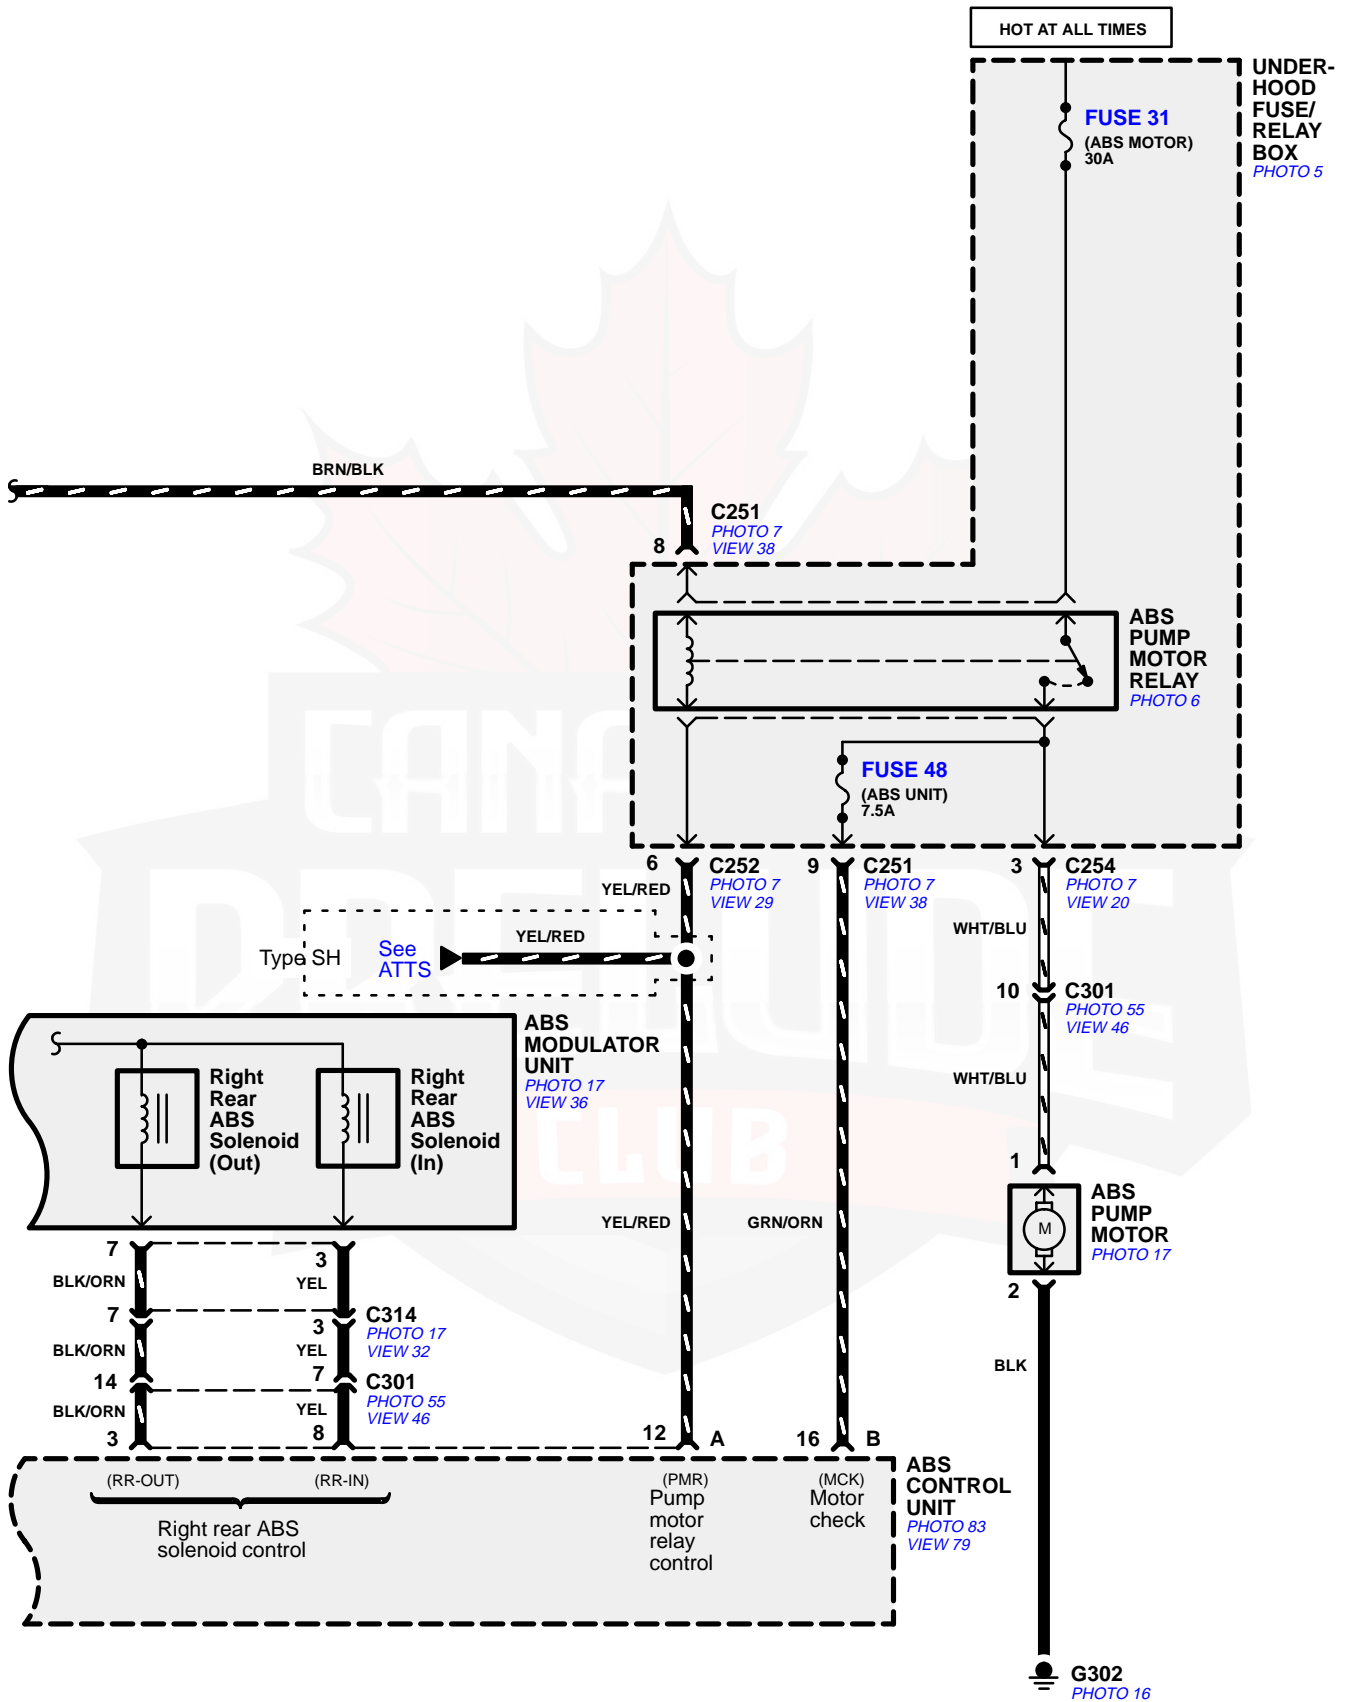 HOT AT ALL TIMES
UNDER-
HOOD
FUSE/
RELAY
BOX
PHOTO 5
FUSE 31
(ABS MOTOR)
30A
BRN/BLK
C251
PHOTO 7
VIEW 38
8
ABS
PUMP
MOTOR
RELAY
PHOTO 6
FUSE 48
(ABS UNIT)
7.5A
6
C252
PHOTO 7
VIEW 29
9
C251
PHOTO 7
VIEW 38
3
C254
PHOTO 7
VIEW 20
YEL/RED
WHT/BLU
YEL/RED
Type SH
See
ATTS
10
C301
PHOTO 55
VIEW 46
ABS
MODULATOR
UNIT
PHOTO 17
VIEW 36
Right
Rear
ABS
Solenoid
(Out)
Right
Rear
ABS
Solenoid
(In)
WHT/BLU
1
ABS
PUMP
MOTOR
PHOTO 17
M
2
YEL/RED
GRN/ORN
7
3
BLK/ORN
YEL
7
3
C314
PHOTO 17
VIEW 32
BLK/ORN
YEL
14
7
C301
PHOTO 55
VIEW 46
BLK/ORN
YEL
BLK
3
8
12
A
16
B
(RR-OUT)
(RR-IN)
Right rear ABS
solenoid control
(PMR)
Pump
motor
relay
control
(MCK)
Motor
check
ABS
CONTROL
UNIT
PHOTO 83
VIEW 79
G302
PHOTO 16
CANA
PRELUDE
CLUB